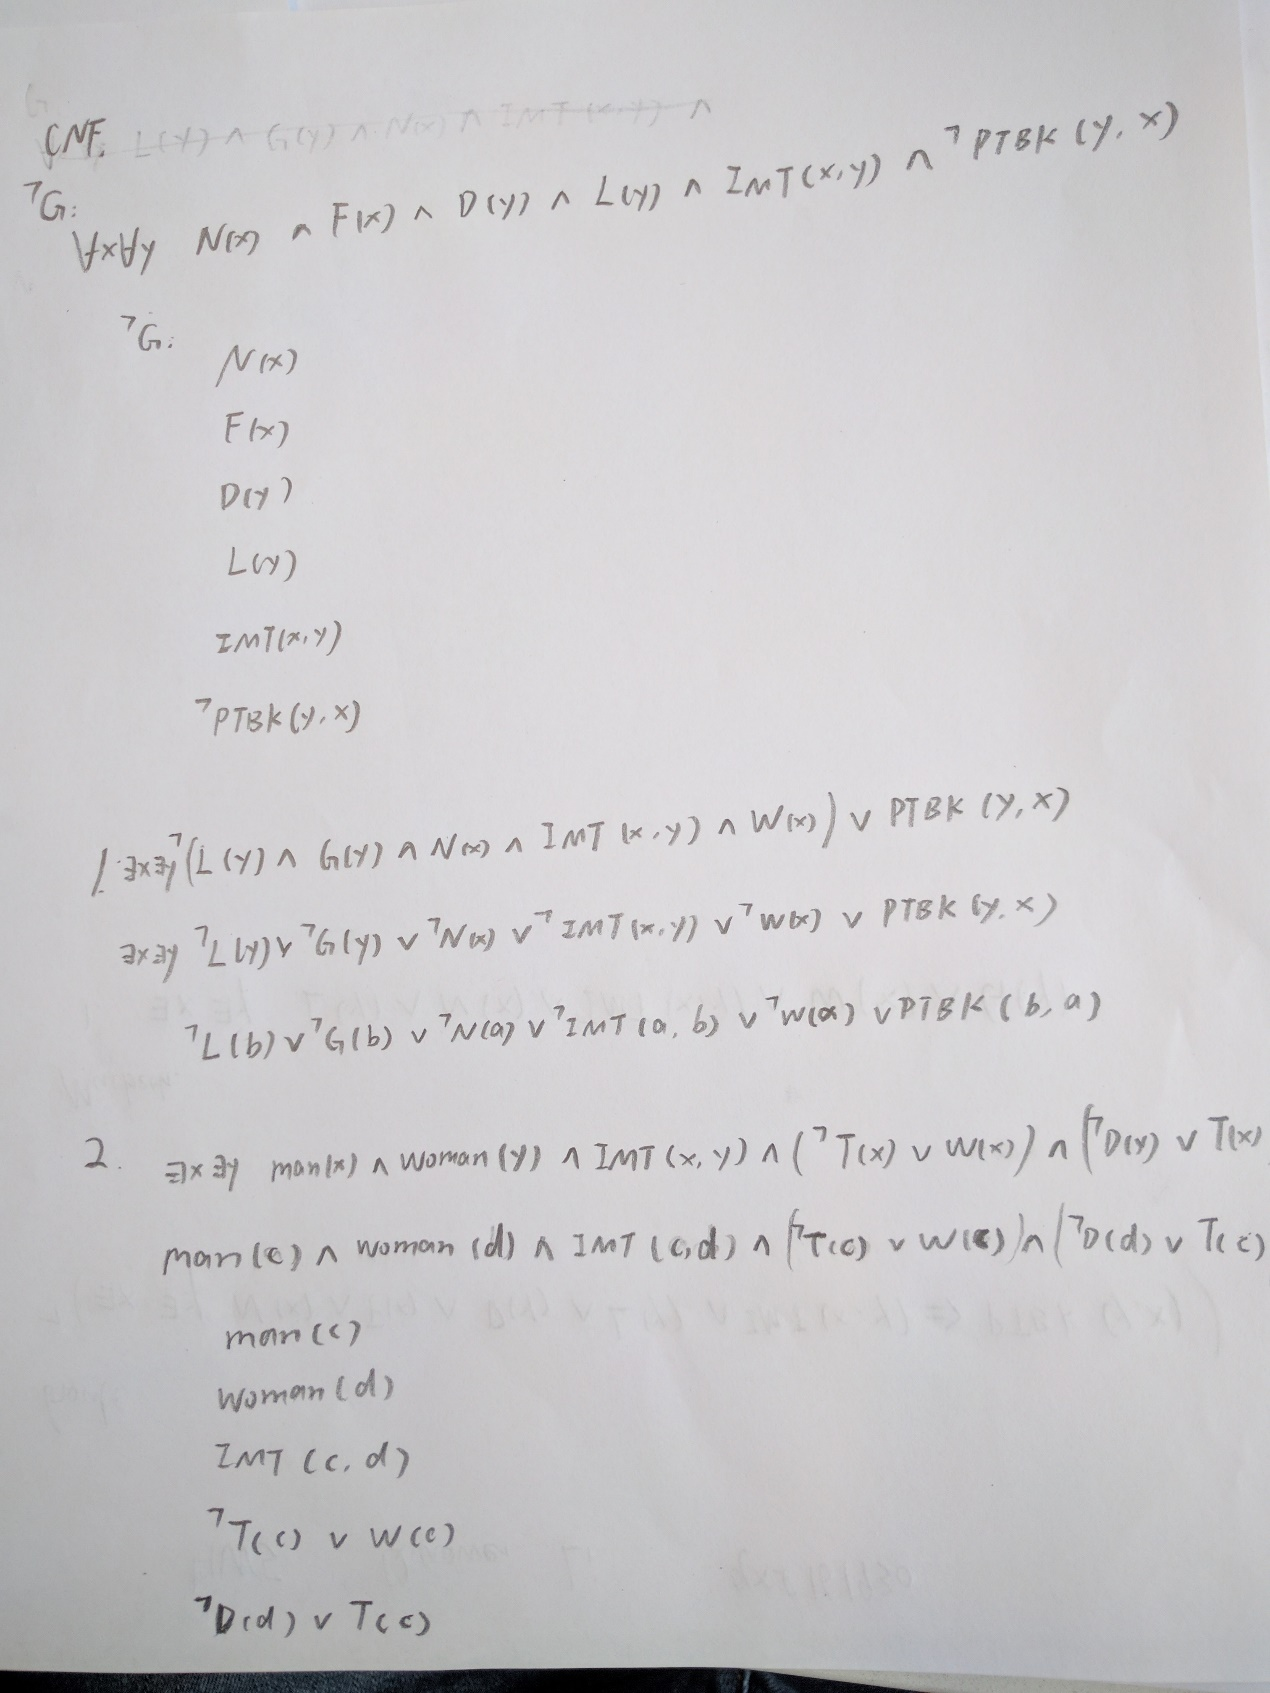 CNF.
L(y) ∧ G(y) ∧ N(x) ∧ IMT(x,y) ∧
¬G:
∀x∀y N(x) ∧ F(x) ∧ D(y) ∧ L(y) ∧ IMT(x,y) ∧ ¬PTBK(y,x)
¬G:
N(x)
F(x)
D(y)
L(y)
IMT(x,y)
¬PTBK(y,x)
1. ∃x∃y ¬(L(y) ∧ G(y) ∧ N(x) ∧ IMT(x,y) ∧ W(x)) ∨ PTBK(y,x)
∃x∃y ¬L(y) ∨ ¬G(y) ∨ ¬N(x) ∨ ¬IMT(x,y) ∨ ¬W(x) ∨ PTBK(y,x)
¬L(b) ∨ ¬G(b) ∨ ¬N(a) ∨ ¬IMT(a,b) ∨ ¬W(a) ∨ PTBK(b,a)
2. ∃x∃y man(x) ∧ woman(y) ∧ IMT(x,y) ∧ (¬T(x) ∨ W(x)) ∧ (¬D(y) ∨ T(x)
man(c) ∧ woman(d) ∧ IMT(c,d) ∧ (¬T(c) ∨ W(c)) ∧ (¬D(d) ∨ T(c)
man(c)
woman(d)
IMT(c,d)
¬T(c) ∨ W(c)
¬D(d) ∨ T(c)